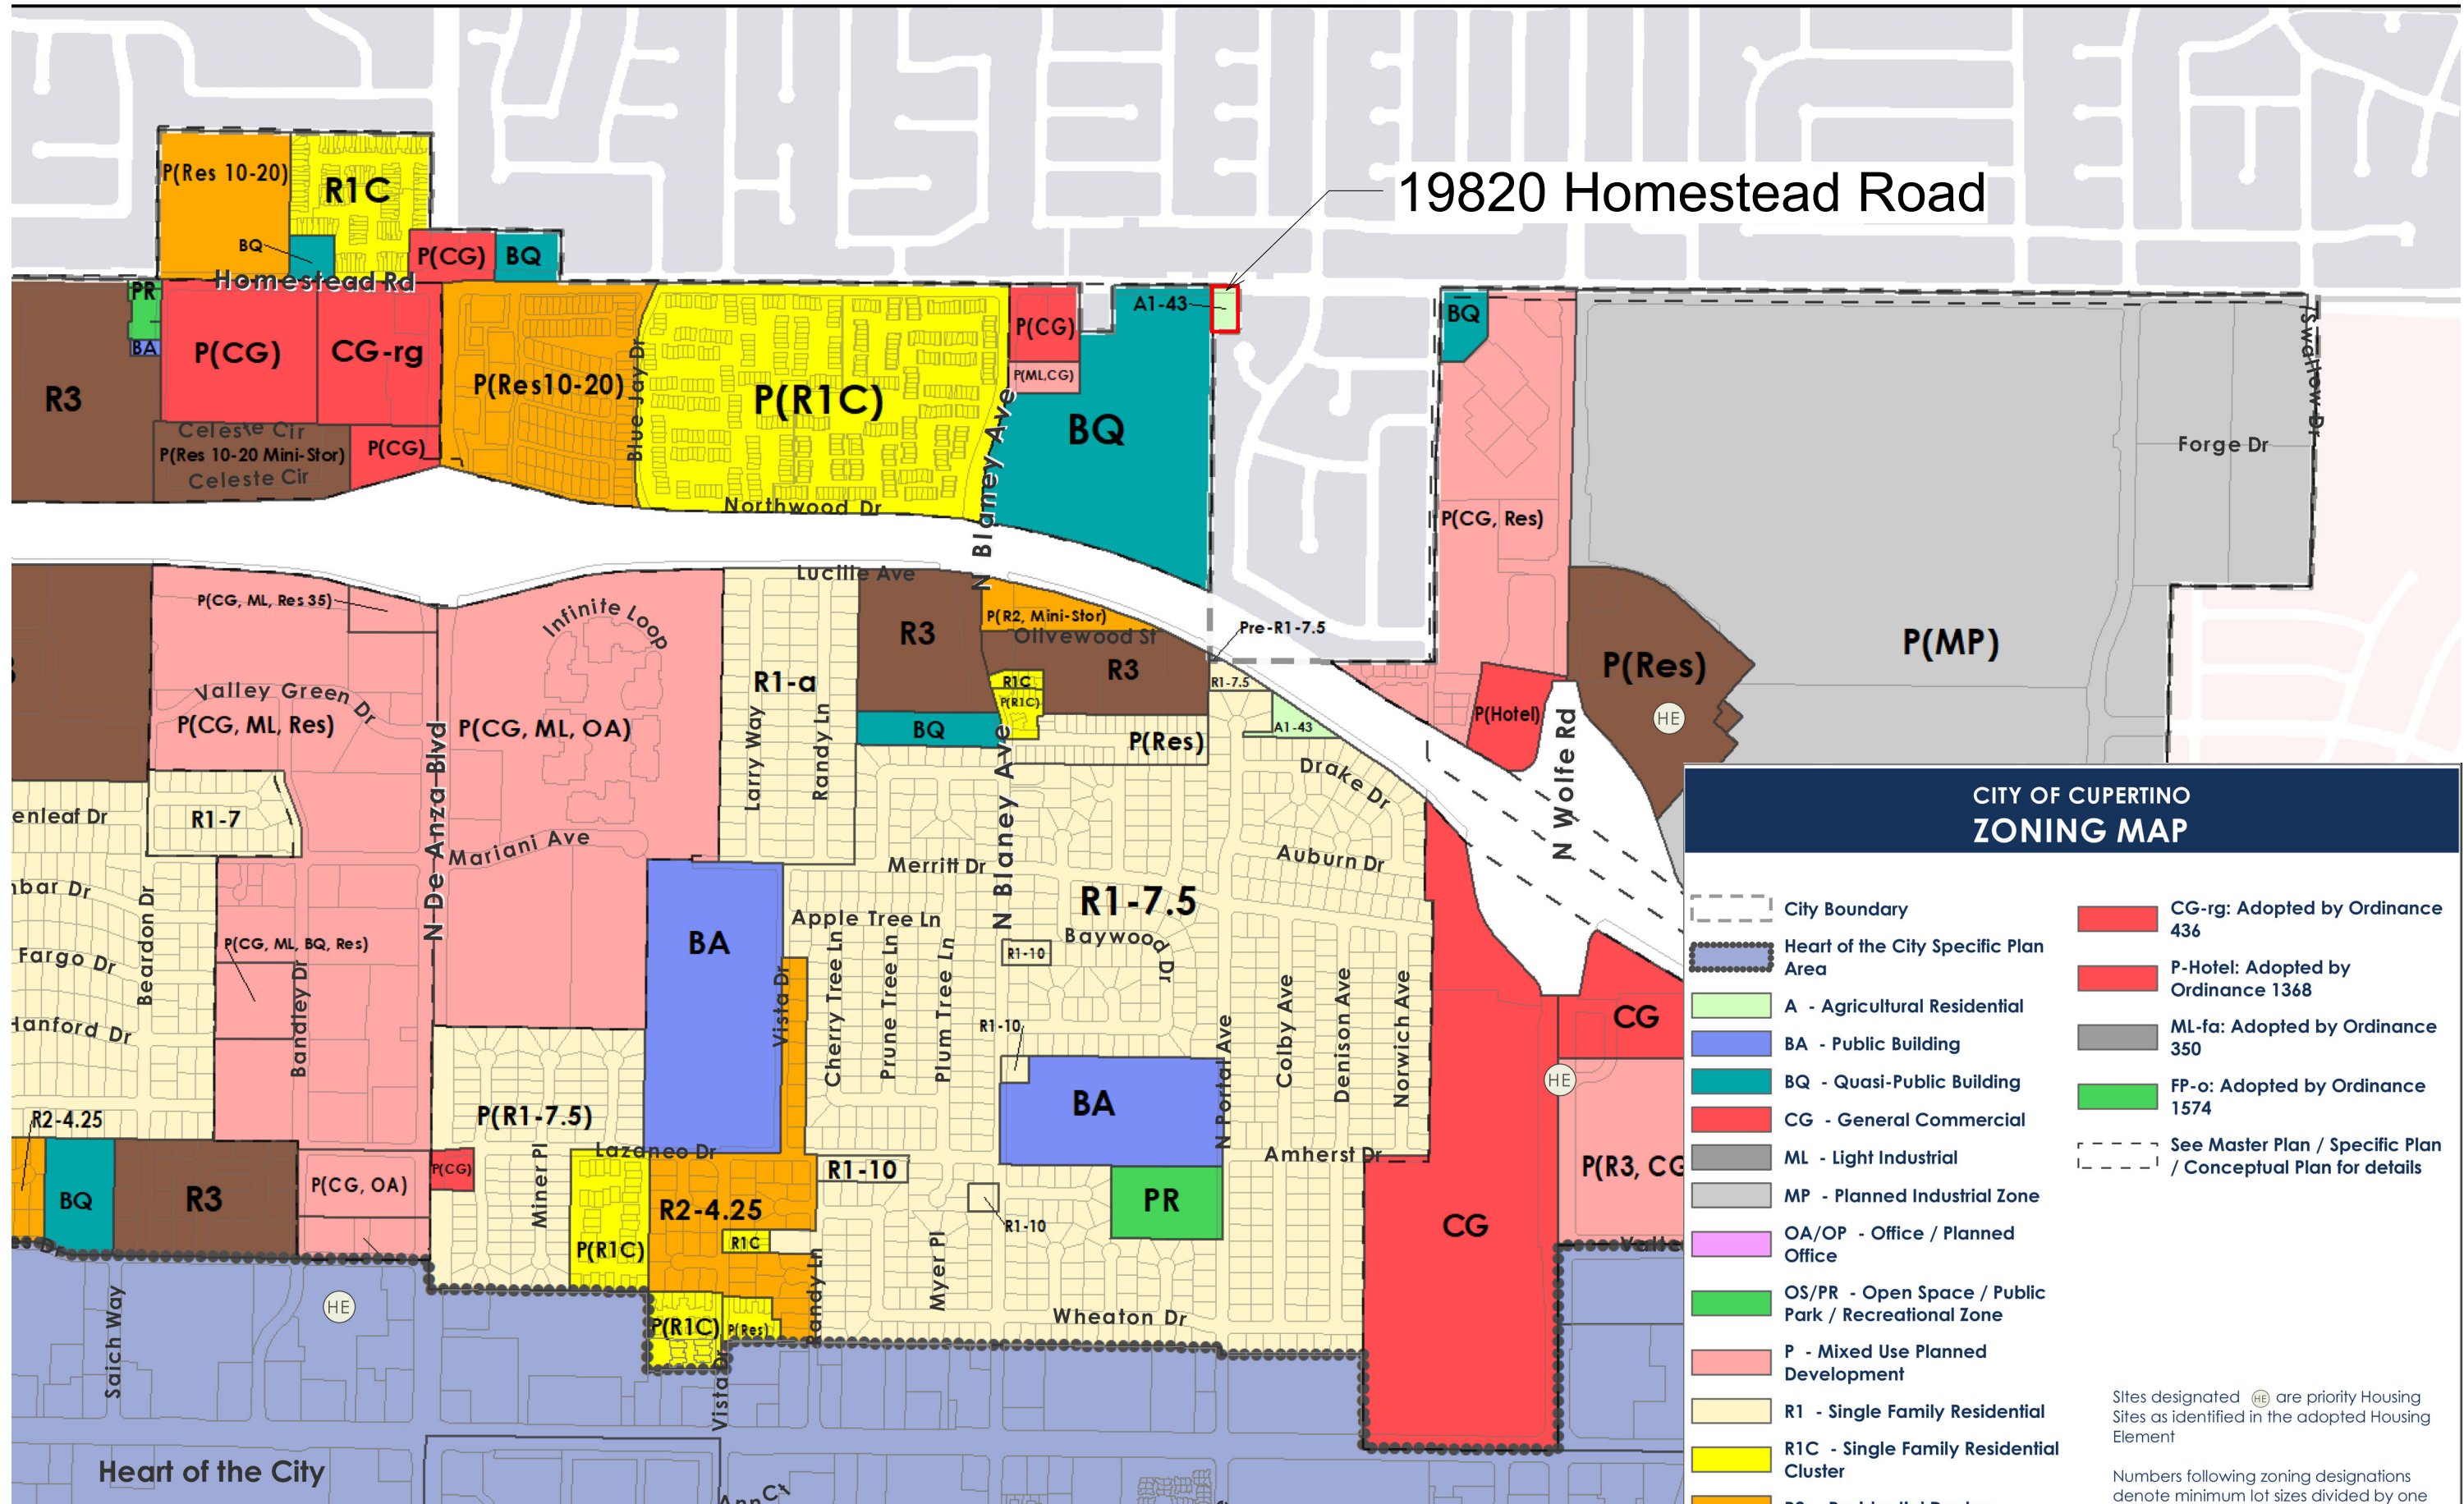 19820 Homestead Road
P(Res 10-20)
R1C
BQ
P(CG)
BQ
Homestead Rd
PR
BA
R3
P(CG)
CG-rg
P(Res10-20)
Blue Jay Dr
P(R1C)
P(CG)
P(ML,CG)
A1-43
BQ
BQ
Celeste Cir
P(Res 10-20 Mini-Stor)
Celeste Cir
P(CG)
Northwood Dr
N Blaney Ave
P(CG, Res)
Forge Dr
Swallow Dr
P(MP)
Lucille Ave
P(CG, ML, Res 35)
Infinite Loop
R3
P(R2, Mini-Stor)
Olivewood St
R3
Pre-R1-7.5
R1-7.5
P(Res)
HE
R1-a
R1C
P(R1C)
Valley Green Dr
P(CG, ML, Res)
P(CG, ML, OA)
Larry Way
Randy Ln
BQ
P(Res)
A1-43
P(Hotel)
N Wolfe Rd
N De Anza Blvd
N Blaney Ave
Drake Dr
enleaf Dr
R1-7
Mariani Ave
Merritt Dr
Auburn Dr
bar Dr
Beardon Dr
R1-7.5
Apple Tree Ln
P(CG, ML, BQ, Res)
BA
Baywood Dr
R1-10
Fargo Dr
Bandley Dr
Vista Dr
Cherry Tree Ln
Prune Tree Ln
Plum Tree Ln
Colby Ave
Denison Ave
Norwich Ave
CG
Hanford Dr
R1-10
HE
BA
N Portal Ave
R2-4.25
P(R1-7.5)
Lazaneo Dr
Amherst Dr
P(CG)
R1-10
P(R3, CG
BQ
R3
P(CG, OA)
Miner Pl
R2-4.25
PR
R1-10
CG
P(R1C)
R1C
Myer Pl
Randy Ln
Saich Way
HE
P(R1C)
P(Res)
Wheaton Dr
Vista Dr
Heart of the City
Ann Ct
CITY OF CUPERTINO
ZONING MAP
City Boundary
Heart of the City Specific Plan
Area
A - Agricultural Residential
BA - Public Building
BQ - Quasi-Public Building
CG - General Commercial
ML - Light Industrial
MP - Planned Industrial Zone
OA/OP - Office / Planned
Office
OS/PR - Open Space / Public
Park / Recreational Zone
P - Mixed Use Planned
Development
R1 - Single Family Residential
R1C - Single Family Residential
Cluster
CG-rg: Adopted by Ordinance
436
P-Hotel: Adopted by
Ordinance 1368
ML-fa: Adopted by Ordinance
350
FP-o: Adopted by Ordinance
1574
See Master Plan / Specific Plan
/ Conceptual Plan for details
Sites designated HE are priority Housing
Sites as identified in the adopted Housing
Element
Numbers following zoning designations
denote minimum lot sizes divided by one